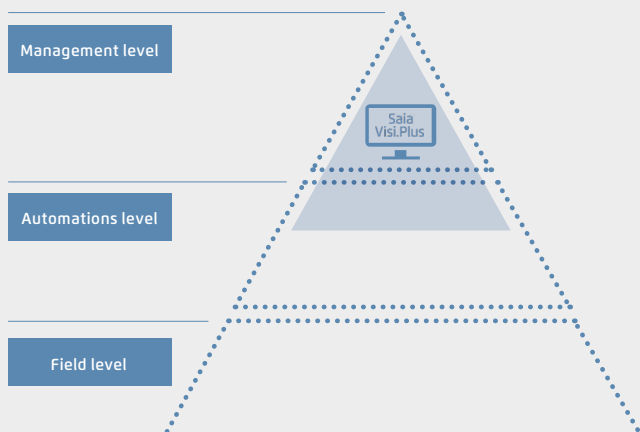 Management level
Saia
Visi.Plus
Automations level
Field level